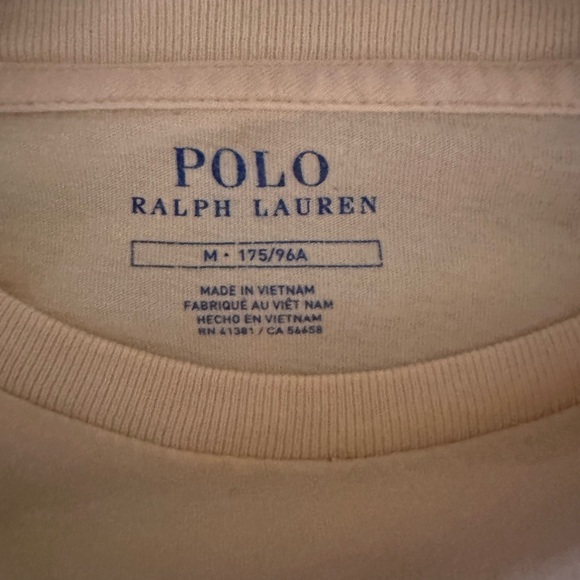 POLO
RALPH LAUREN
M • 175/96A
MADE IN VIETNAM
FABRIQUÉ AU VIÊT NAM
HECHO EN VIETNAM
RN 41381 / CA 56658